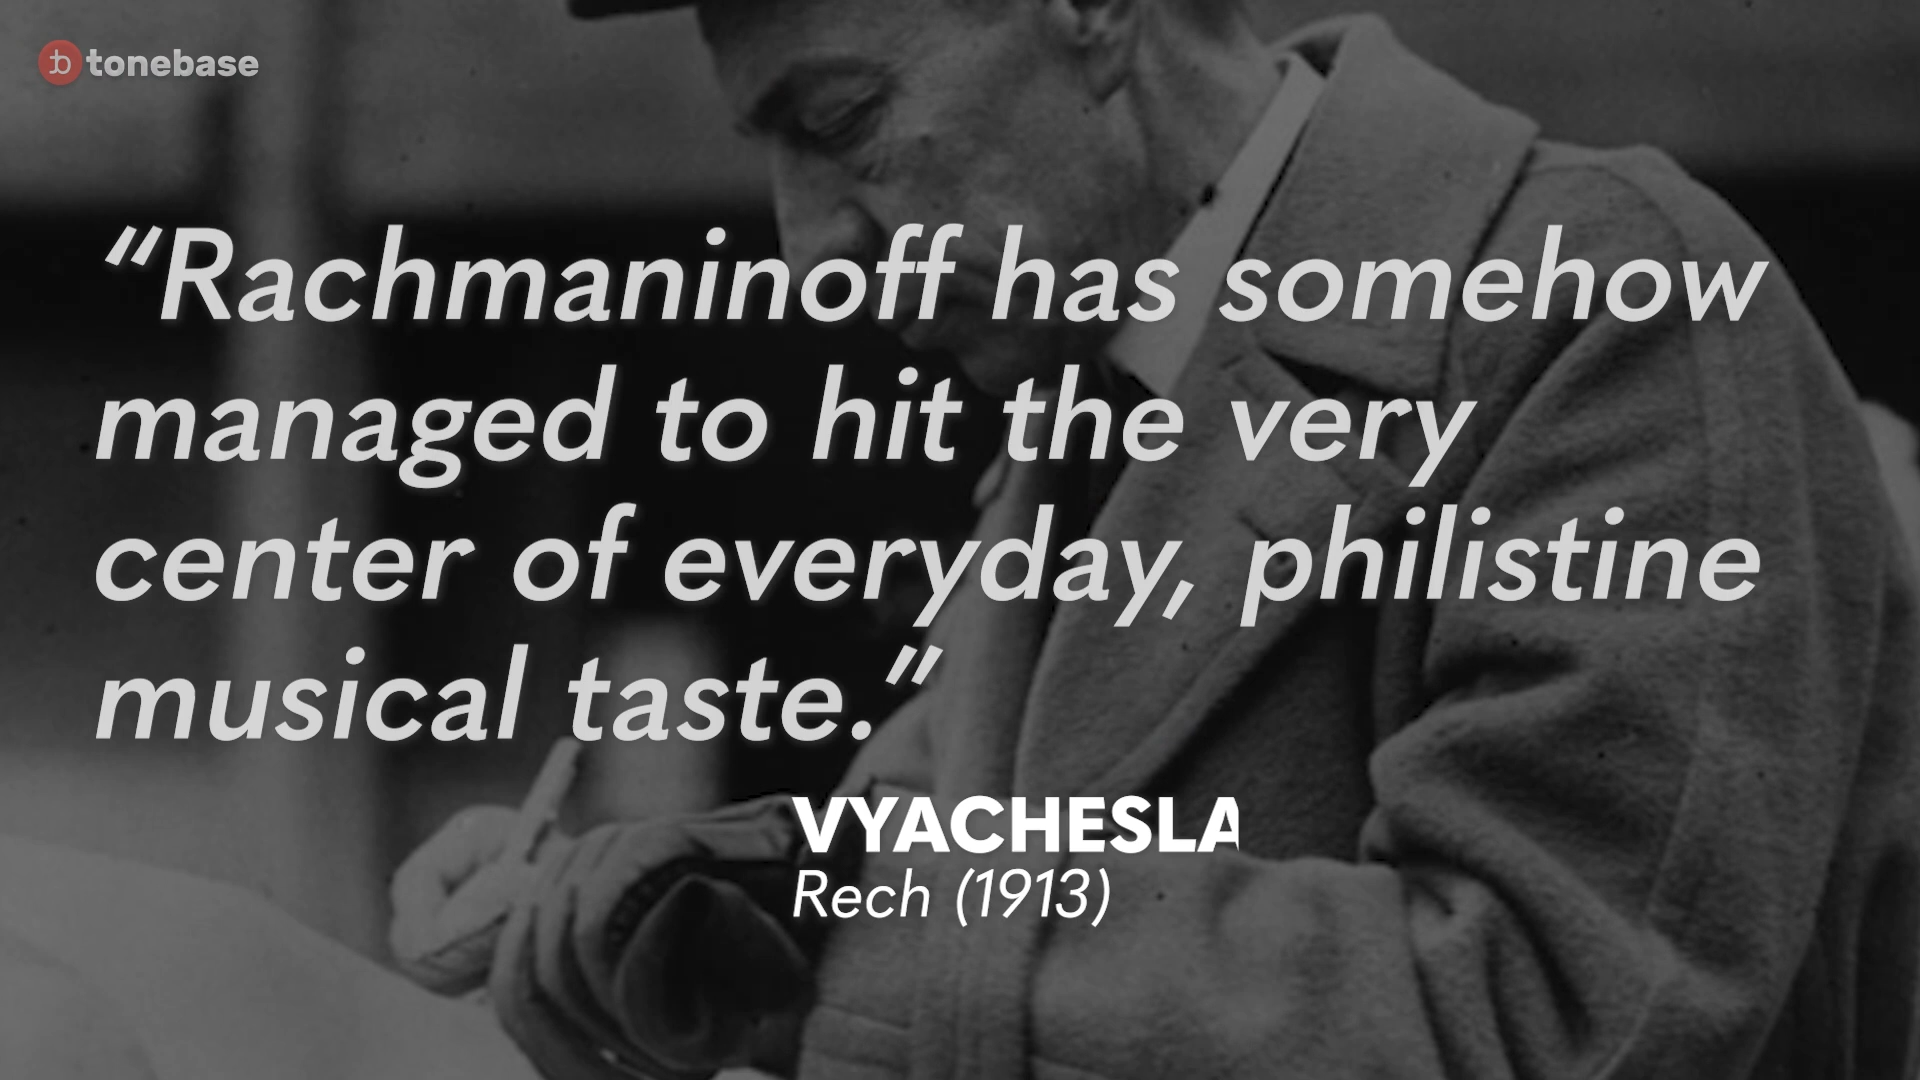 tonebase
“Rachmaninoff has somehow
managed to hit the very
center of everyday, philistine
musical taste.”
VYACHESLA
Rech (1913)